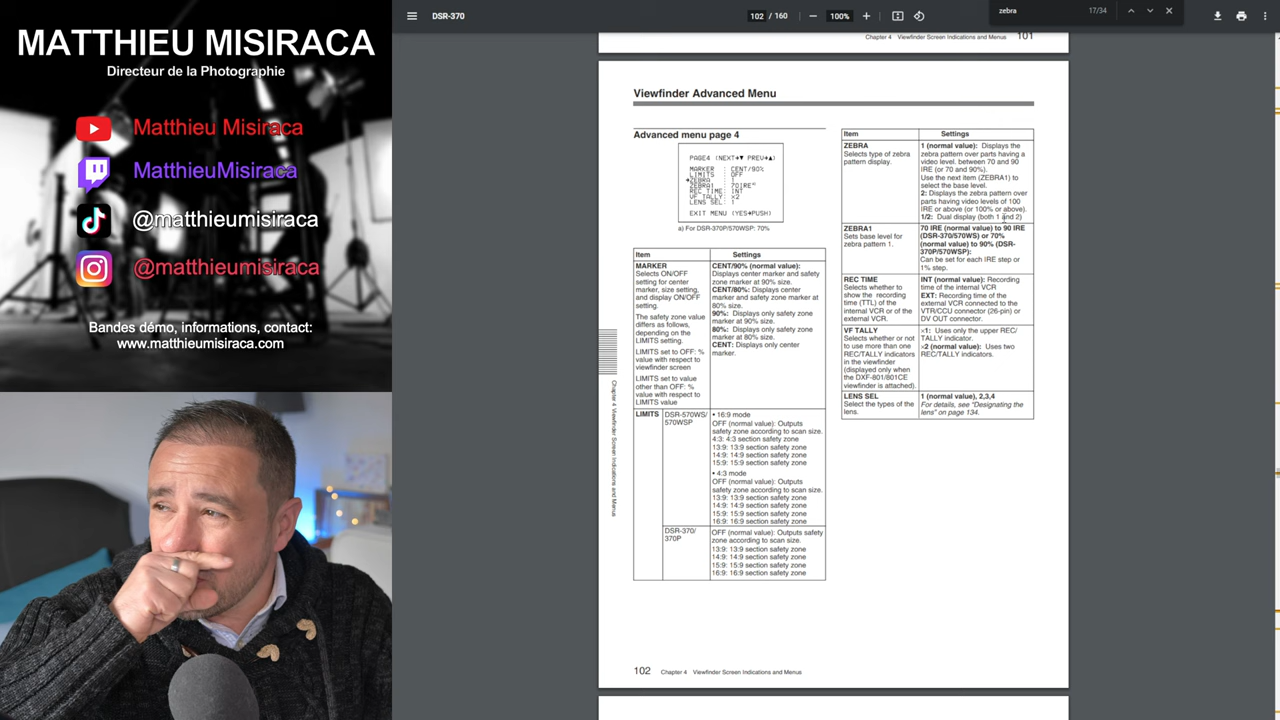 MATTHIEU MISIRACA
Directeur de la Photographie
Matthieu Misiraca
MatthieuMisiraca
@matthieumisiraca
@matthieumisiraca
Bandes démo, informations, contact:
www.matthieumisiraca.com
DSR-370
102 / 160
100%
zebra
17/34
Chapter 4 Viewfinder Screen Indications and Menus 101
Viewfinder Advanced Menu
Advanced menu page 4
PAGE4 (NEXT➔▼ PREV➔▲)
MARKER : CENT/90%
LIMITS : OFF
ZEBRA : 1
ZEBRA1 : 70IRE a)
REC TIME: INT
VF TALLY: ×2
LENS SEL: 1
EXIT MENU (YES➔PUSH)
a) For DSR-370P/570WSP: 70%
Item Settings
MARKER
Selects ON/OFF
setting for center
marker, size setting,
and display ON/OFF
setting.
The safety zone value
differs as follows,
depending on the
LIMITS setting.
LIMITS set to OFF: %
value with respect to
viewfinder screen
LIMITS set to value
other than OFF: %
value with respect to
LIMITS value
CENT/90% (normal value):
Displays center marker and safety
zone marker at 90% size.
CENT/80%: Displays center
marker and safety zone marker at
80% size.
90%: Displays only safety zone
marker at 90% size.
80%: Displays only safety zone
marker at 80% size.
CENT: Displays only center
marker.
LIMITS
DSR-570WS/
570WSP
• 16:9 mode
OFF (normal value): Outputs
safety zone according to scan size.
4:3: 4:3 section safety zone
13:9: 13:9 section safety zone
14:9: 14:9 section safety zone
15:9: 15:9 section safety zone
• 4:3 mode
OFF (normal value): Outputs
safety zone according to scan size.
13:9: 13:9 section safety zone
14:9: 14:9 section safety zone
15:9: 15:9 section safety zone
16:9: 16:9 section safety zone
DSR-370/
370P
OFF (normal value): Outputs safety
zone according to scan size.
13:9: 13:9 section safety zone
14:9: 14:9 section safety zone
15:9: 15:9 section safety zone
16:9: 16:9 section safety zone
Item Settings
ZEBRA
Selects type of zebra
pattern display.
1 (normal value): Displays the
zebra pattern over parts having a
video level. between 70 and 90
IRE (or 70 and 90%).
Use the next item (ZEBRA1) to
select the base level.
2: Displays the zebra pattern over
parts having video levels of 100
IRE or above (or 100% or above).
1/2: Dual display (both 1 and 2)
ZEBRA1
Sets base level for
zebra pattern 1.
70 IRE (normal value) to 90 IRE
(DSR-370/570WS) or 70%
(normal value) to 90% (DSR-
370P/570WSP):
Can be set for each IRE step or
1% step.
REC TIME
Selects whether to
show the recording
time (TTL) of the
internal VCR or of the
external VCR.
INT (normal value): Recording
time of the internal VCR
EXT: Recording time of the
external VCR connected to the
VTR/CCU connector (26-pin) or
DV OUT connector.
VF TALLY
Selects whether or not
to use more than one
REC/TALLY indicators
in the viewfinder
(displayed only when
the DXF-801/801CE
viewfinder is attached).
×1: Uses only the upper REC/
TALLY indicator.
×2 (normal value): Uses two
REC/TALLY indicators.
LENS SEL
Select the types of the
lens.
1 (normal value), 2,3,4
For details, see "Designating the
lens" on page 134.
Chapter 4 Viewfinder Screen Indications and Menus
102 Chapter 4 Viewfinder Screen Indications and Menus